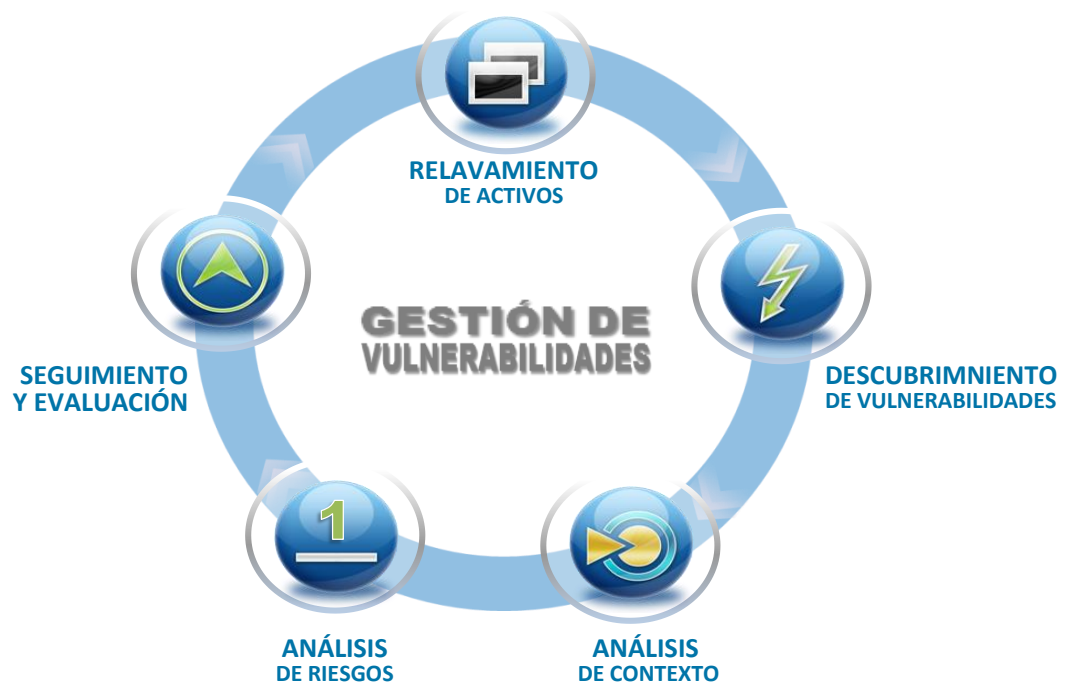 RELAVAMIENTO
DE ACTIVOS
GESTIÓN DE
VULNERABILIDADES
SEGUIMIENTO
Y EVALUACIÓN
DESCUBRIMNIENTO
DE VULNERABILIDADES
1
ANÁLISIS
DE RIESGOS
ANÁLISIS
DE CONTEXTO